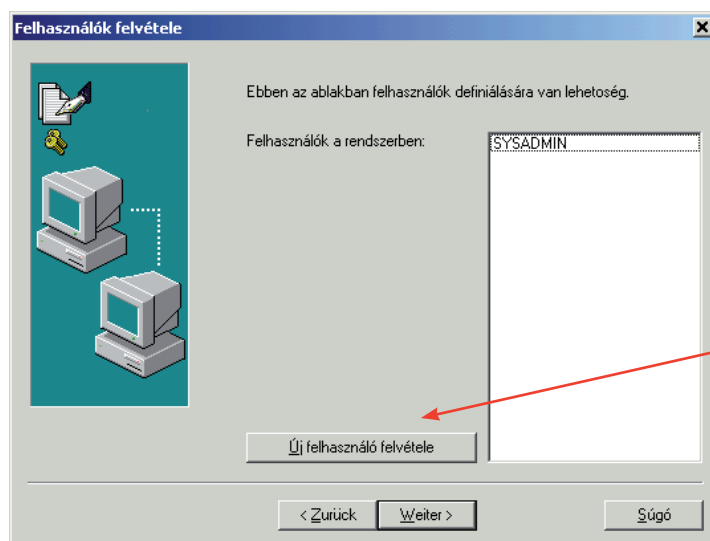 Felhasználók felvétele
Ebben az ablakban felhasználók definiálására van lehetoség.
Felhasználók a rendszerben:
SYSADMIN
Új felhasználó felvétele
< Zurück
Weiter >
Súgó